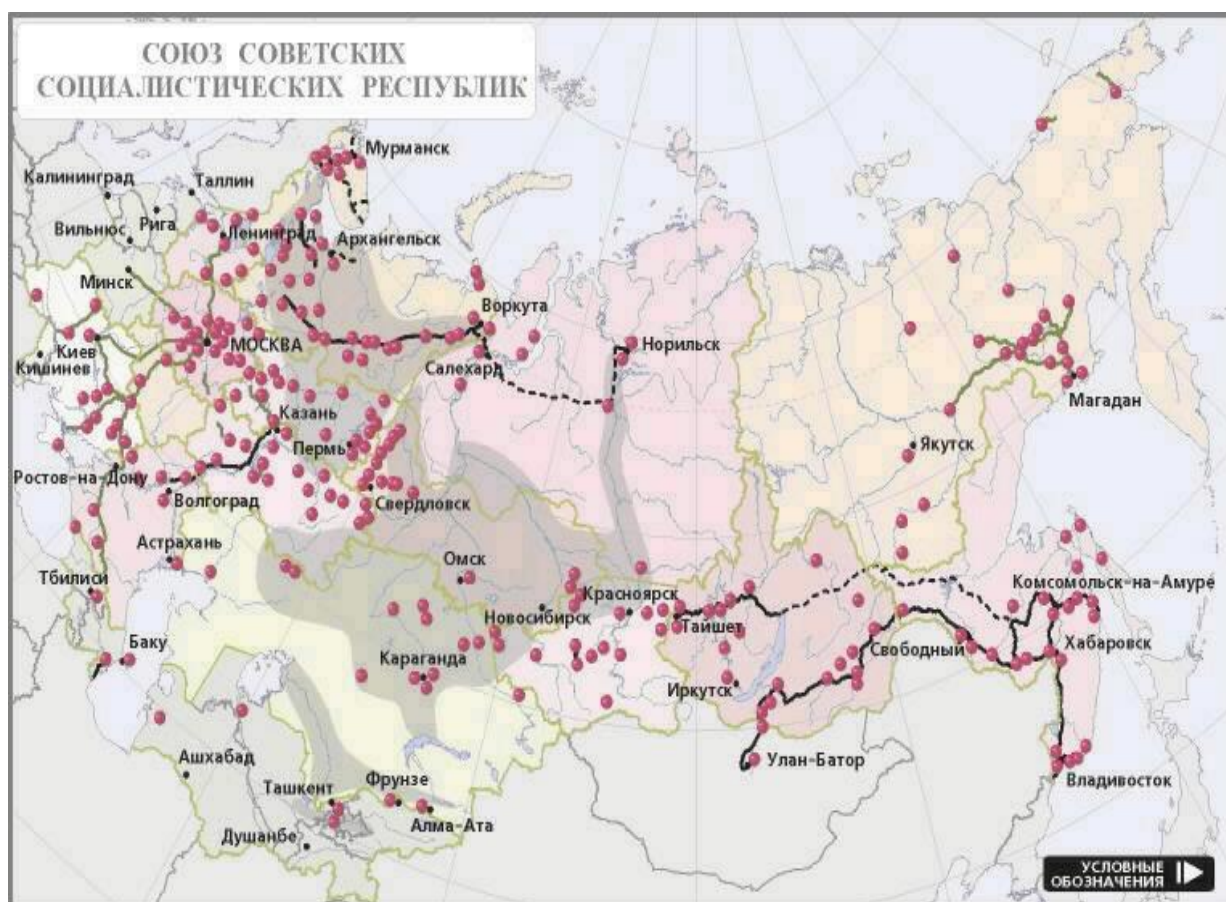 СОЮЗ СОВЕТСКИХ
СОЦИАЛИСТИЧЕСКИХ РЕСПУБЛИК
Мурманск
Калининград
Таллин
Вильнюс
Рига
Ленинград
Архангельск
Минск
Воркута
Киев
МОСКВА
Кишинев
Салехард
Норильск
Магадан
Казань
Пермь
Якутск
Ростов-на-Дону
Волгоград
Свердловск
Астрахань
Омск
Тбилиси
Новосибирск
Красноярск
Комсомольск-на-Амуре
Таишет
Баку
Караганда
Свободный
Хабаровск
Иркутск
Улан-Батор
Ашхабад
Ташкент
Фрунзе
Владивосток
Алма-Ата
Душанбе
УСЛОВНЫЕ
ОБОЗНАЧЕНИЯ